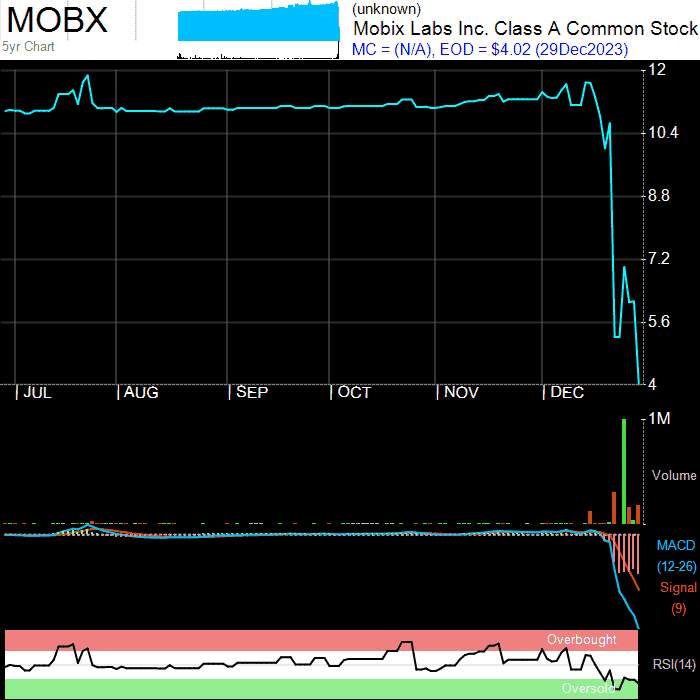 MOBX
5yr Chart
(unknown)
Mobix Labs Inc. Class A Common Stock
MC = (N/A), EOD = $4.02 (29Dec2023)
12
10.4
8.8
7.2
5.6
4
JUL AUG SEP OCT NOV DEC
1M
Volume
MACD
(12-26)
Signal
(9)
Overbought
RSI(14)
Oversold